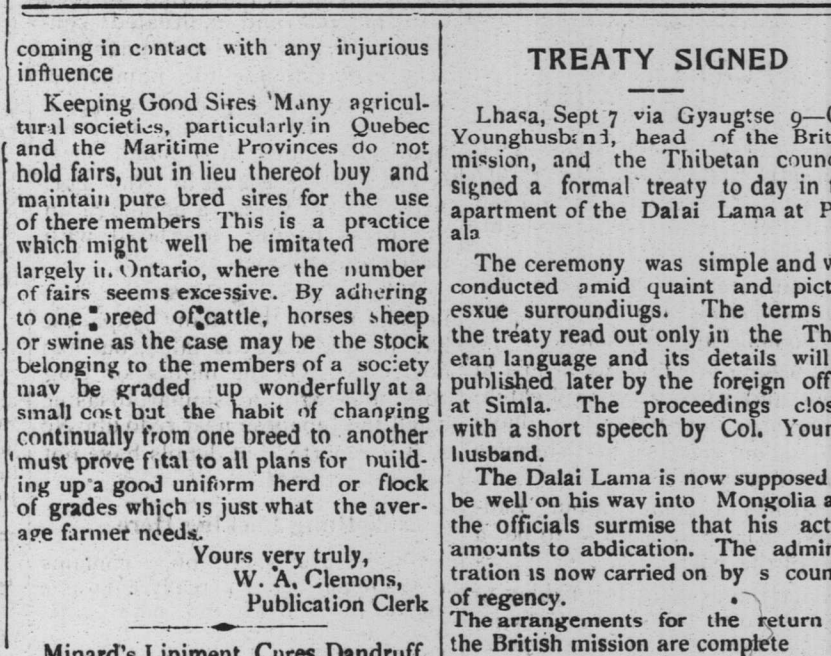 coming in contact with any injurious
influence
Keeping Good Sires 'Many agricul-
tural societies, particularly in Quebec
and the Maritime Provinces do not
hold fairs, but in lieu thereof buy and
maintain pure bred sires for the use
of there members This is a practice
which might well be imitated more
largely in Ontario, where the number
of fairs seems excessive. By adhering
to one breed of cattle, horses sheep
or swine as the case may be the stock
belonging to the members of a society
may be graded up wonderfully at a
small cost but the habit of changing
continually from one breed to another
must prove fatal to all plans for build-
ing up a good uniform herd or flock
of grades which is just what the aver-
age farmer needs.
Yours very truly,
W. A. Clemons,
Publication Clerk
Minard's Liniment Cures Dandruff
TREATY SIGNED
Lhasa, Sept 7 via Gyaugtse 9—
Younghusband, head of the Brit
mission, and the Thibetan coun
signed a formal treaty to day in
apartment of the Dalai Lama at P
ala
The ceremony was simple and w
conducted amid quaint and pict
esxue surroundiugs. The terms
the treaty read out only in the Th
etan language and its details will
published later by the foreign off
at Simla. The proceedings clos
with a short speech by Col. Your
husband.
The Dalai Lama is now supposed
be well on his way into Mongolia a
the officials surmise that his act
amounts to abdication. The admin
tration is now carried on by s coun
of regency.
The arrangements for the return
the British mission are complete